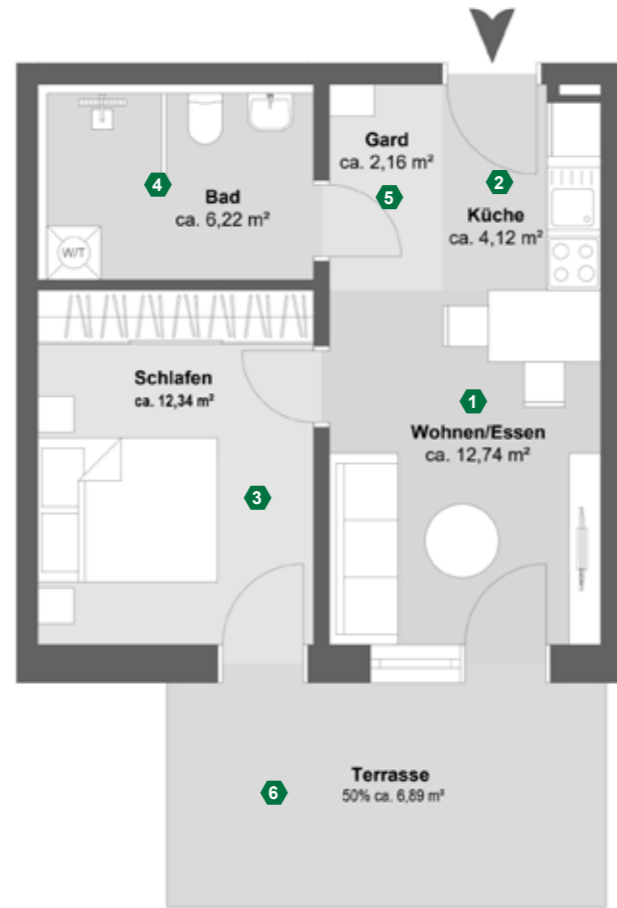 Gard
ca. 2,16 m²
2
4
5
Bad
ca. 6,22 m²
Küche
ca. 4,12 m²
W/T
Schlafen
ca. 12,34 m²
1
Wohnen/Essen
ca. 12,74 m²
3
Terrasse
50% ca. 6,89 m²
6